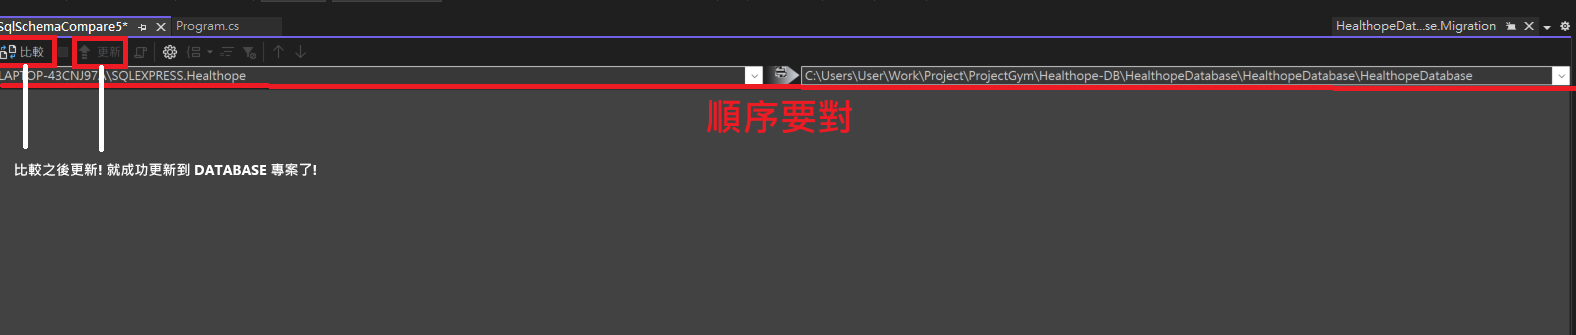 SqlSchemaCompare5*
Program.cs
HealthopeDat...se.Migration
比較
更新
LAPTOP-43CNJ97A\SQLEXPRESS.Healthope
C:\Users\User\Work\Project\ProjectGym\Healthope-DB\HealthopeDatabase\HealthopeDatabase\HealthopeDatabase
順序要對
比較之後更新! 就成功更新到 DATABASE 專案了!